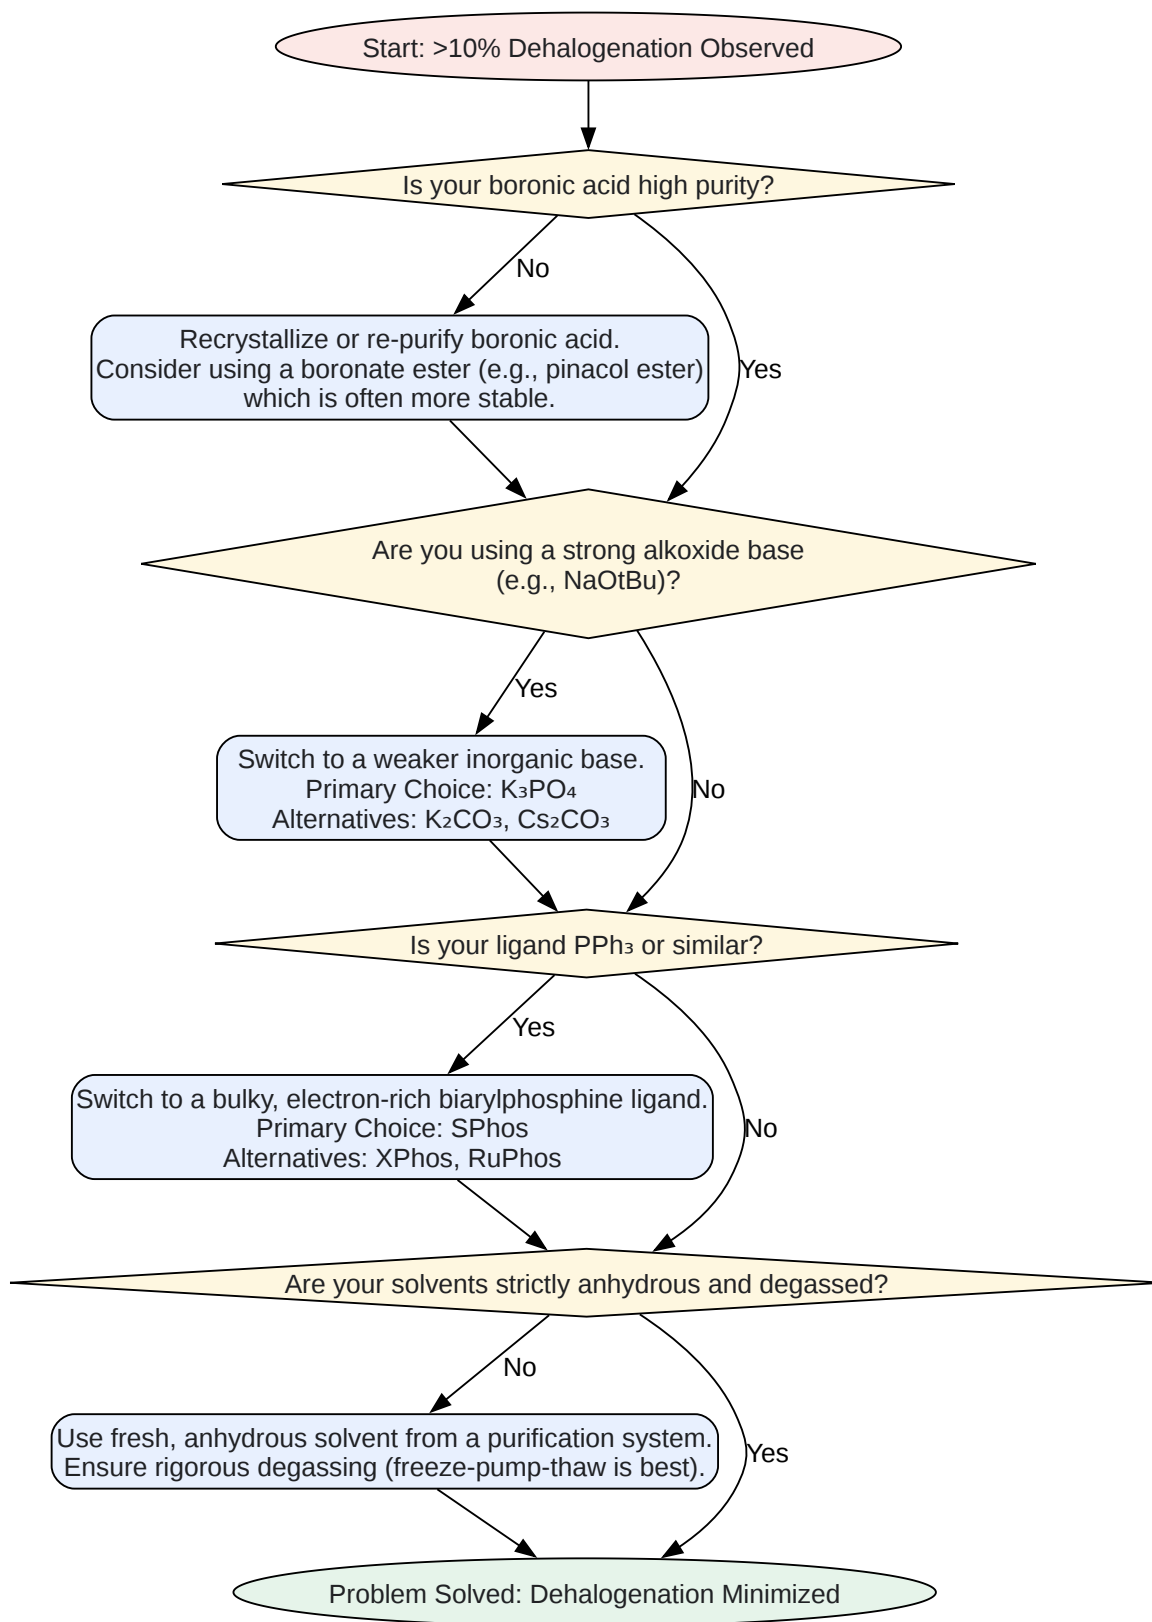 Start: >10% Dehalogenation Observed
Is your boronic acid high purity?
No
Recrystallize or re-purify boronic acid.
Consider using a boronate ester (e.g., pinacol ester)
which is often more stable.
Yes
Are you using a strong alkoxide base
(e.g., NaOtBu)?
Yes
Switch to a weaker inorganic base.
Primary Choice: K₃PO₄
Alternatives: K₂CO₃, Cs₂CO₃
No
Is your ligand PPh₃ or similar?
Yes
Switch to a bulky, electron-rich biarylphosphine ligand.
Primary Choice: SPhos
Alternatives: XPhos, RuPhos
No
Are your solvents strictly anhydrous and degassed?
No
Use fresh, anhydrous solvent from a purification system.
Ensure rigorous degassing (freeze-pump-thaw is best).
Yes
Problem Solved: Dehalogenation Minimized